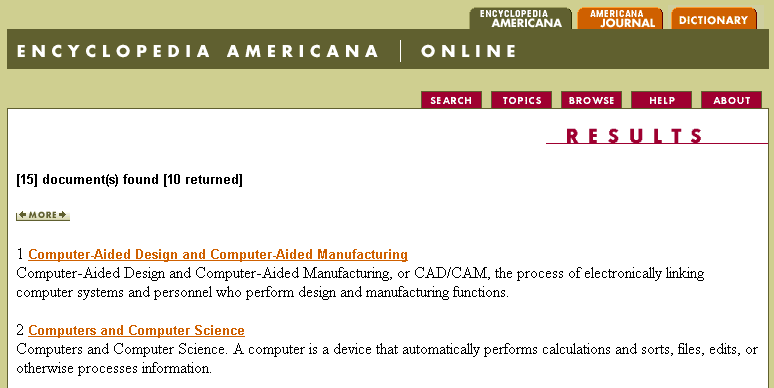 ENCYCLOPEDIA AMERICANA
AMERICANA JOURNAL
DICTIONARY
ENCYCLOPEDIA AMERICANA | ONLINE
SEARCH TOPICS BROWSE HELP ABOUT
RESULTS
[15] document(s) found [10 returned]
MORE
1 Computer-Aided Design and Computer-Aided Manufacturing
Computer-Aided Design and Computer-Aided Manufacturing, or CAD/CAM, the process of electronically linking
computer systems and personnel who perform design and manufacturing functions.
2 Computers and Computer Science
Computers and Computer Science. A computer is a device that automatically performs calculations and sorts, files, edits, or
otherwise processes information.